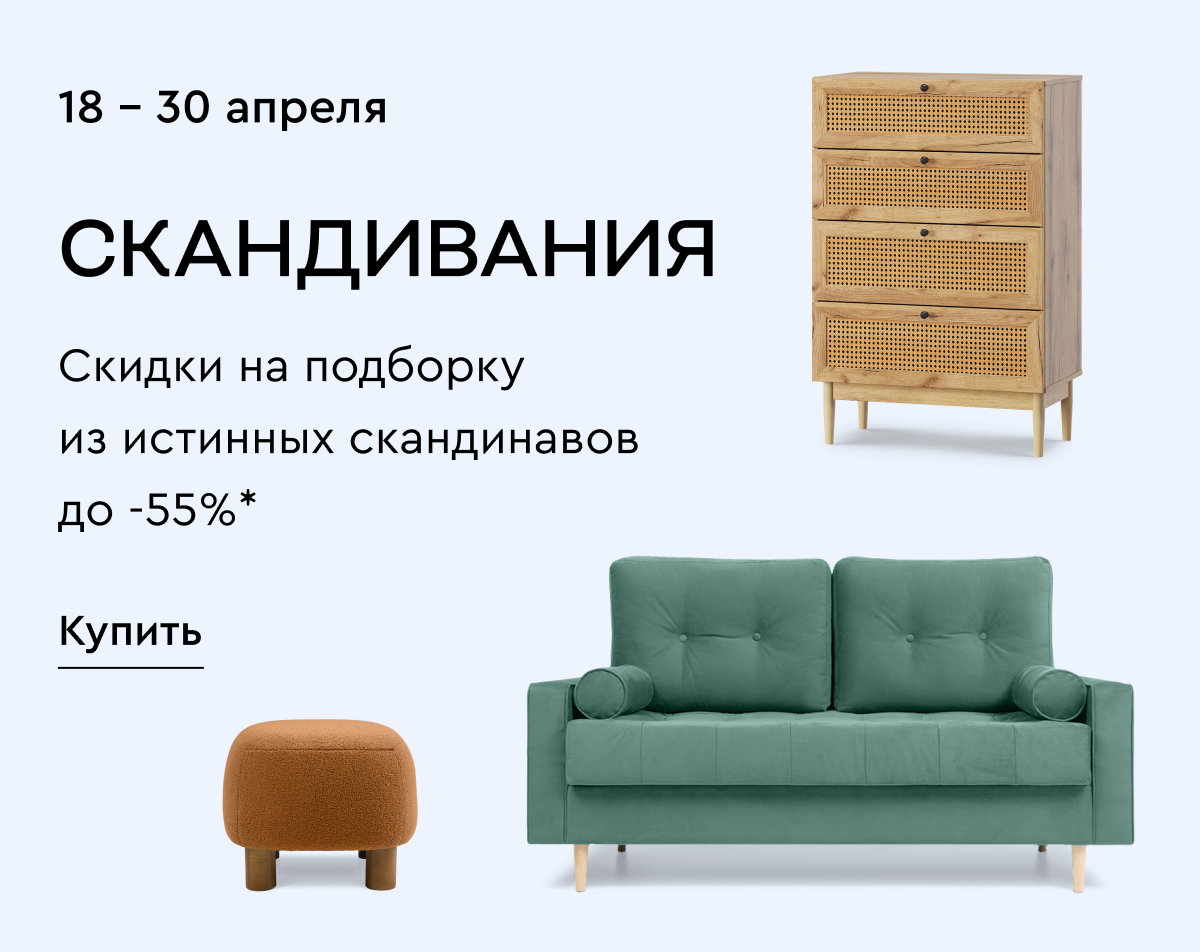 18 – 30 апреля
СКАНДИВАНИЯ
Скидки на подборку
из истинных скандинавов
до -55%*
Купить